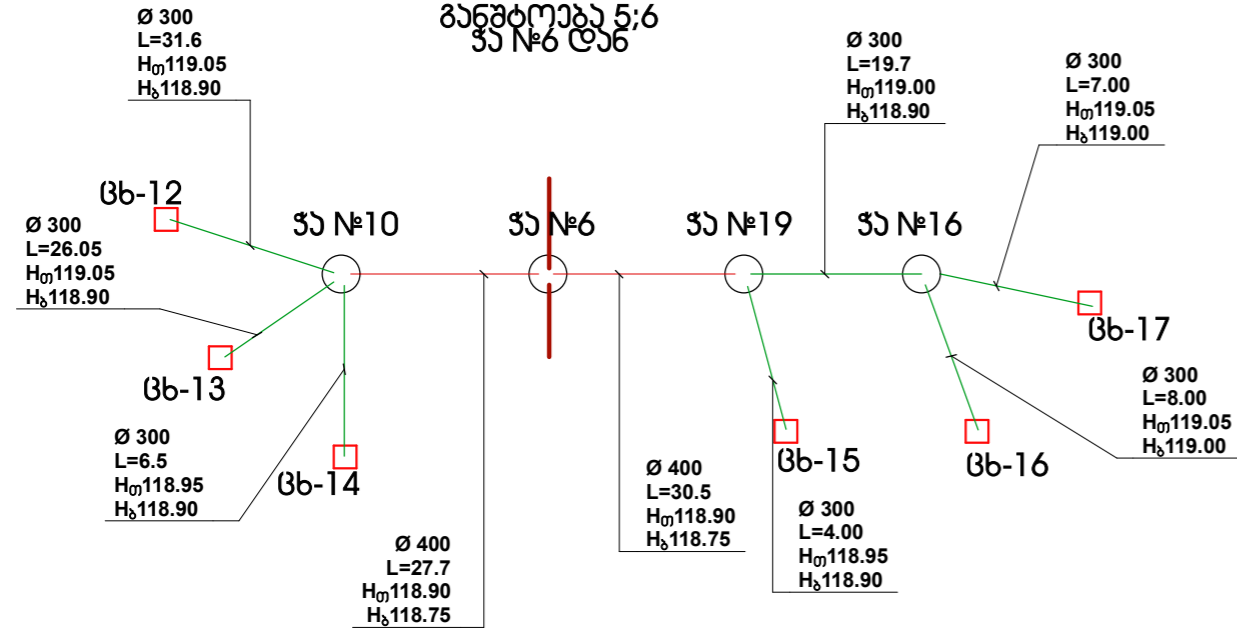 განშტოება 5;6
ჭა №6 დან
Ø 300
L=31.6
Hთ119.05
Hბ118.90
Ø 300
L=19.7
Hთ119.00
Hბ118.90
Ø 300
L=7.00
Hთ119.05
Hბ119.00
ცხ-12
ჭა №10
ჭა №6
ჭა №19
ჭა №16
Ø 300
L=26.05
Hთ119.05
Hბ118.90
ცხ-17
ცხ-13
Ø 300
L=8.00
Hთ119.05
Hბ119.00
Ø 300
L=6.5
Hთ118.95
Hბ118.90
ცხ-14
ცხ-15
ცხ-16
Ø 400
L=30.5
Hთ118.90
Hბ118.75
Ø 300
L=4.00
Hთ118.95
Hბ118.90
Ø 400
L=27.7
Hთ118.90
Hბ118.75